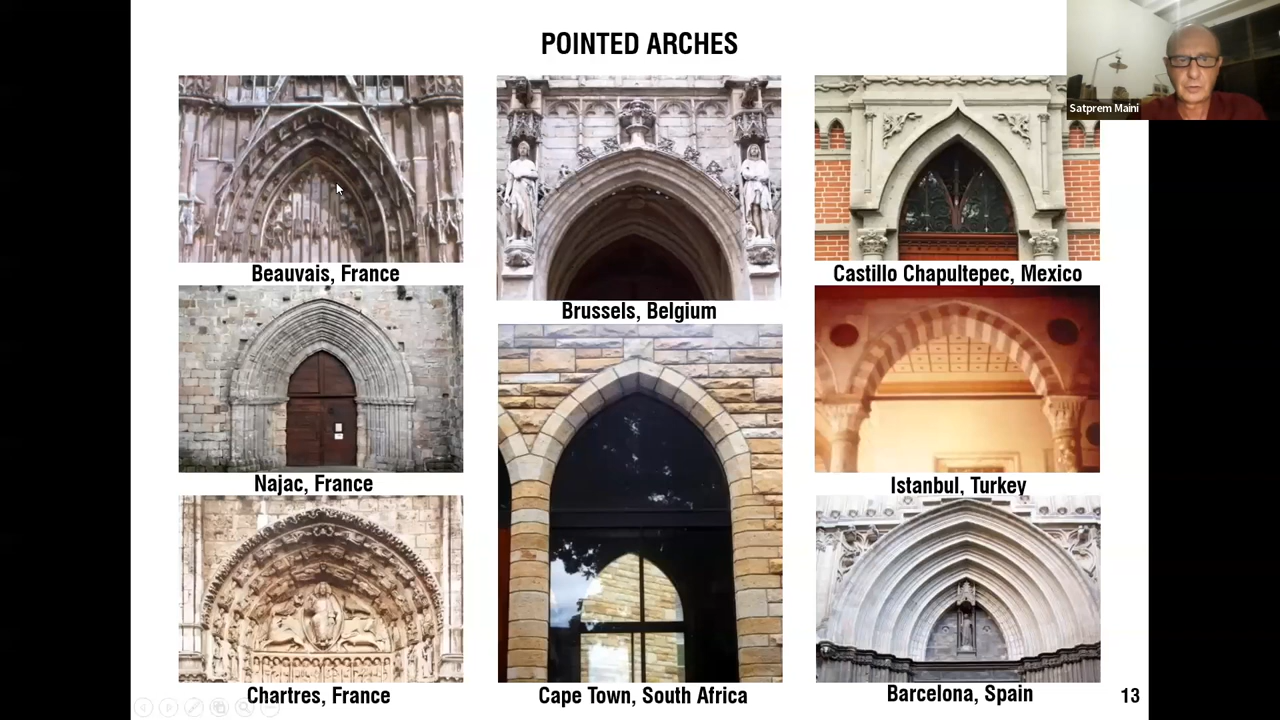 POINTED ARCHES
Satprem Maini
Beauvais, France
Brussels, Belgium
Castillo Chapultepec, Mexico
Najac, France
Istanbul, Turkey
Chartres, France
Cape Town, South Africa
Barcelona, Spain
13